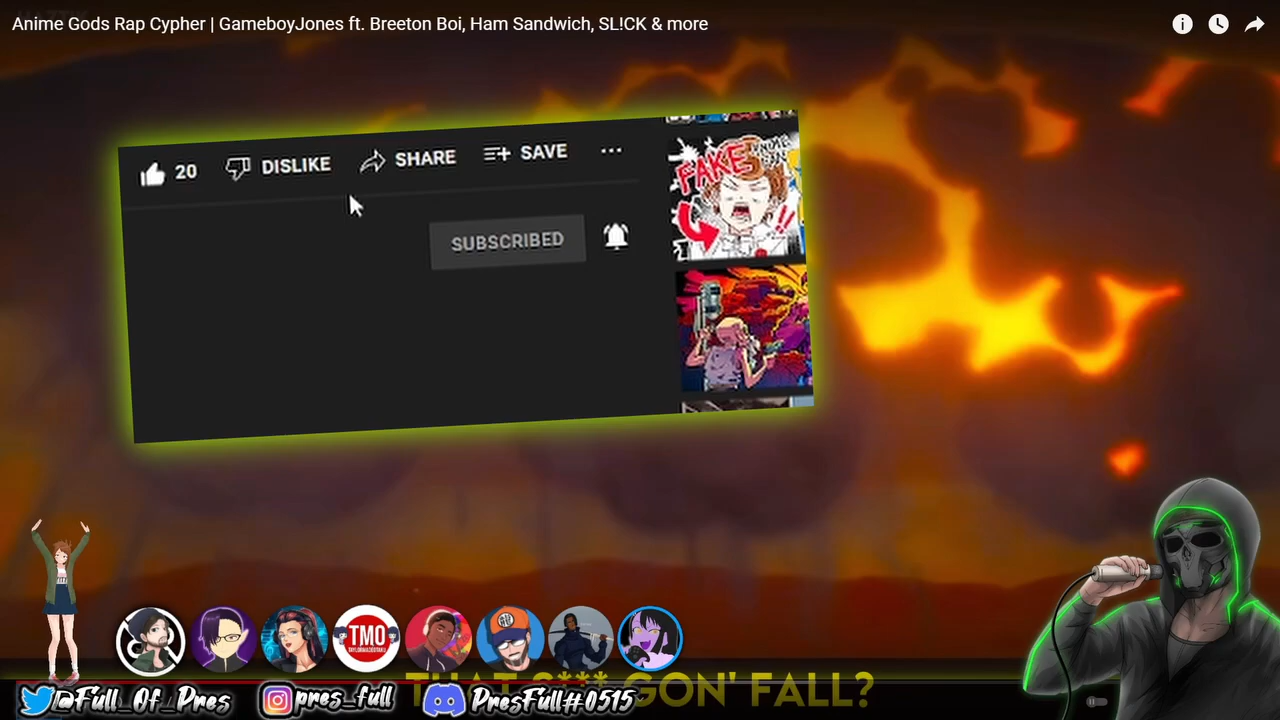 Anime Gods Rap Cypher | GameboyJones ft. Breeton Boi, Ham Sandwich, SL!CK & more
20 DISLIKE SHARE SAVE ...
SUBSCRIBED
FAKE
TMO
THAT S*** GON' FALL?
@Full_Of_Pres pres_full PresFull#0515